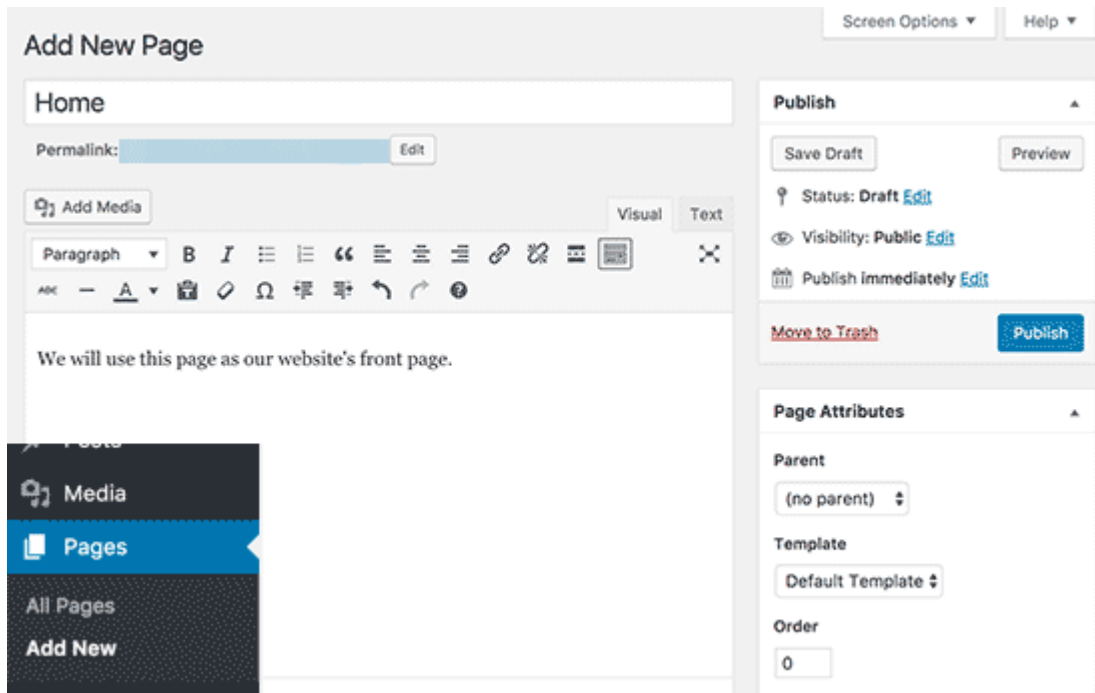 Screen Options ▼ Help ▼
Add New Page
Home
Permalink: Edit
Add Media
Visual Text
Paragraph ▼ B I
ABC A Ω
We will use this page as our website's front page.
Posts
Media
Pages
All Pages
Add New
Publish
Save Draft Preview
Status: Draft Edit
Visibility: Public Edit
Publish immediately Edit
Move to Trash Publish
Page Attributes
Parent
(no parent)
Template
Default Template
Order
0